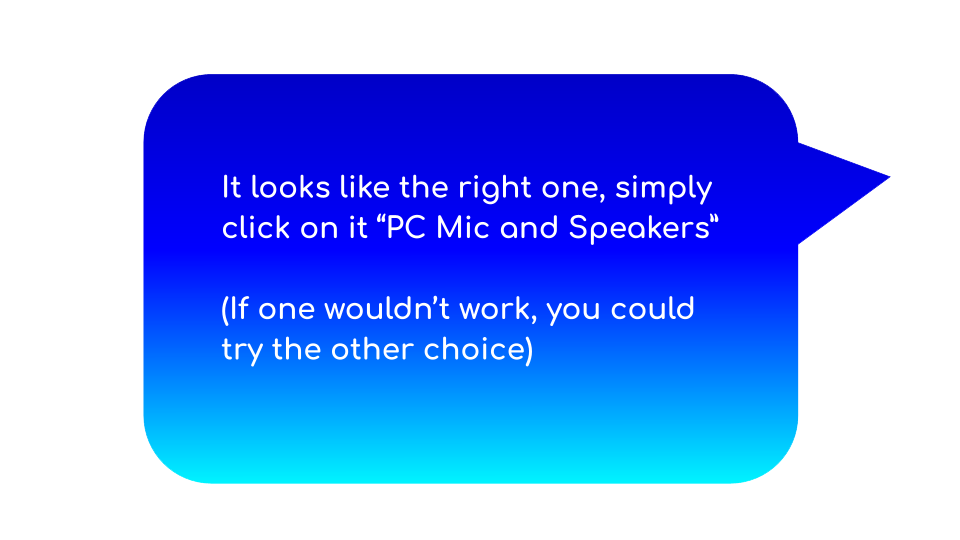 It looks like the right one, simply
click on it “PC Mic and Speakers”
(If one wouldn’t work, you could
try the other choice)